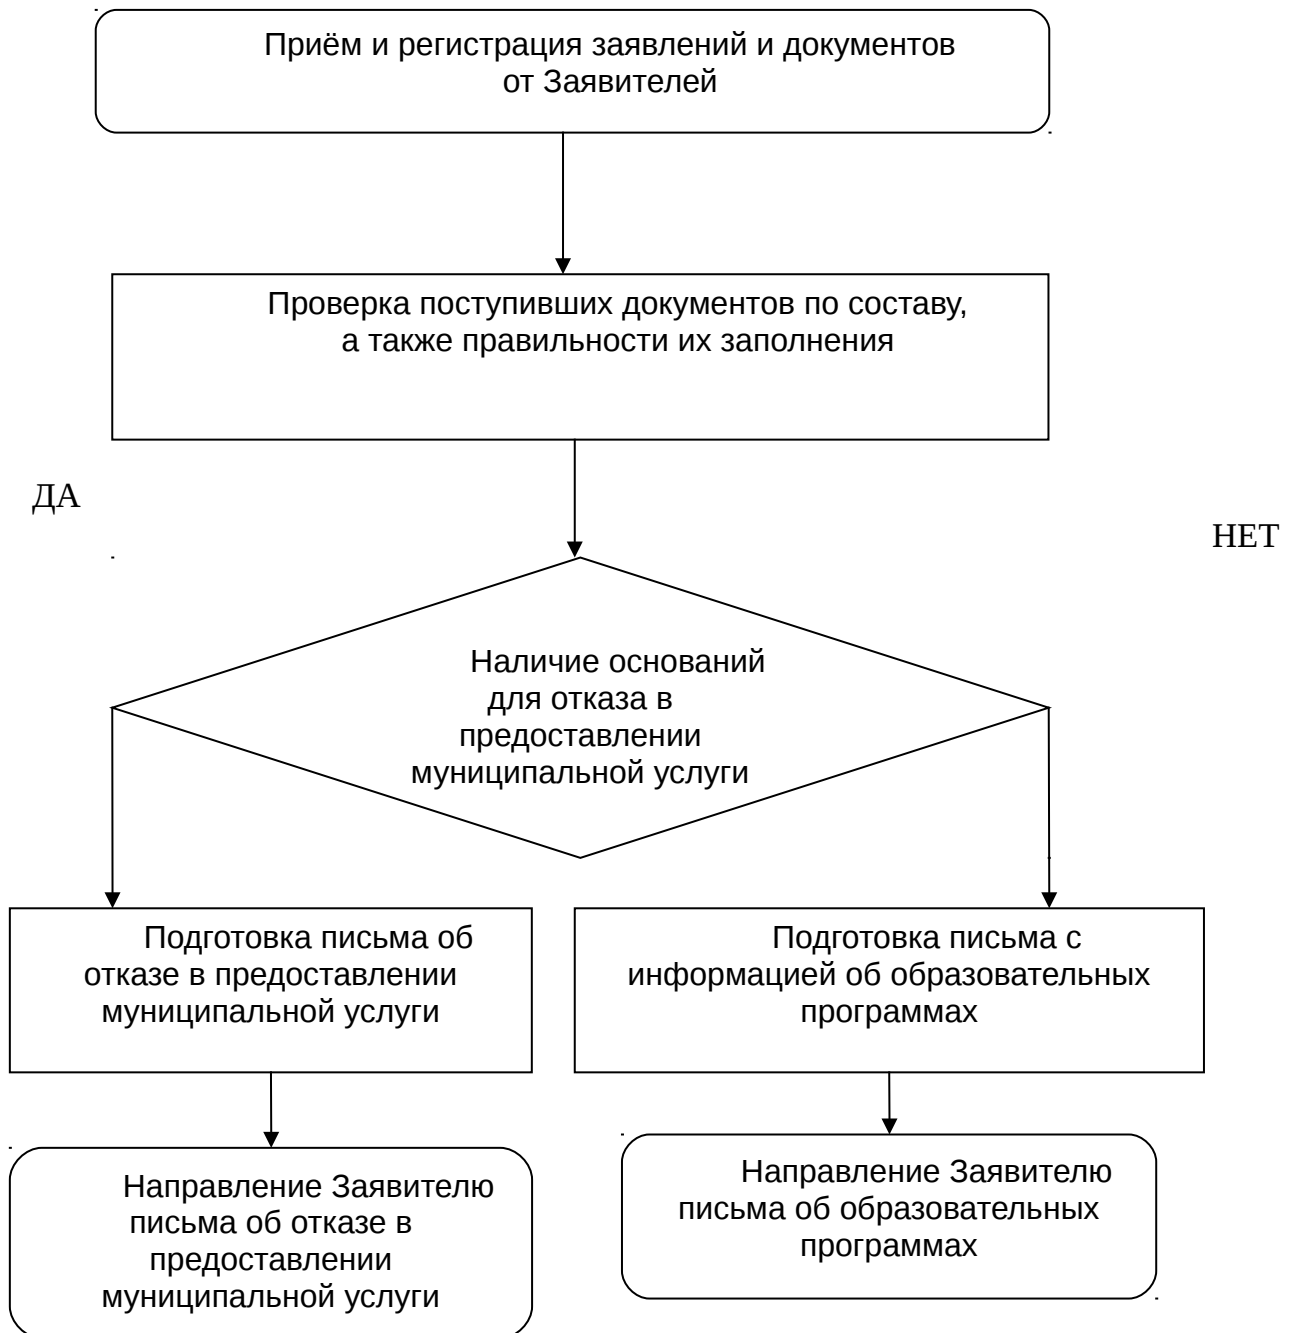 Приём и регистрация заявлений и документов
от Заявителей
Проверка поступивших документов по составу,
а также правильности их заполнения
ДА
НЕТ
Наличие оснований
для отказа в
предоставлении
муниципальной услуги
Подготовка письма об
отказе в предоставлении
муниципальной услуги
Подготовка письма с
информацией об образовательных
программах
Направление Заявителю
письма об отказе в
предоставлении
муниципальной услуги
Направление Заявителю
письма об образовательных
программах